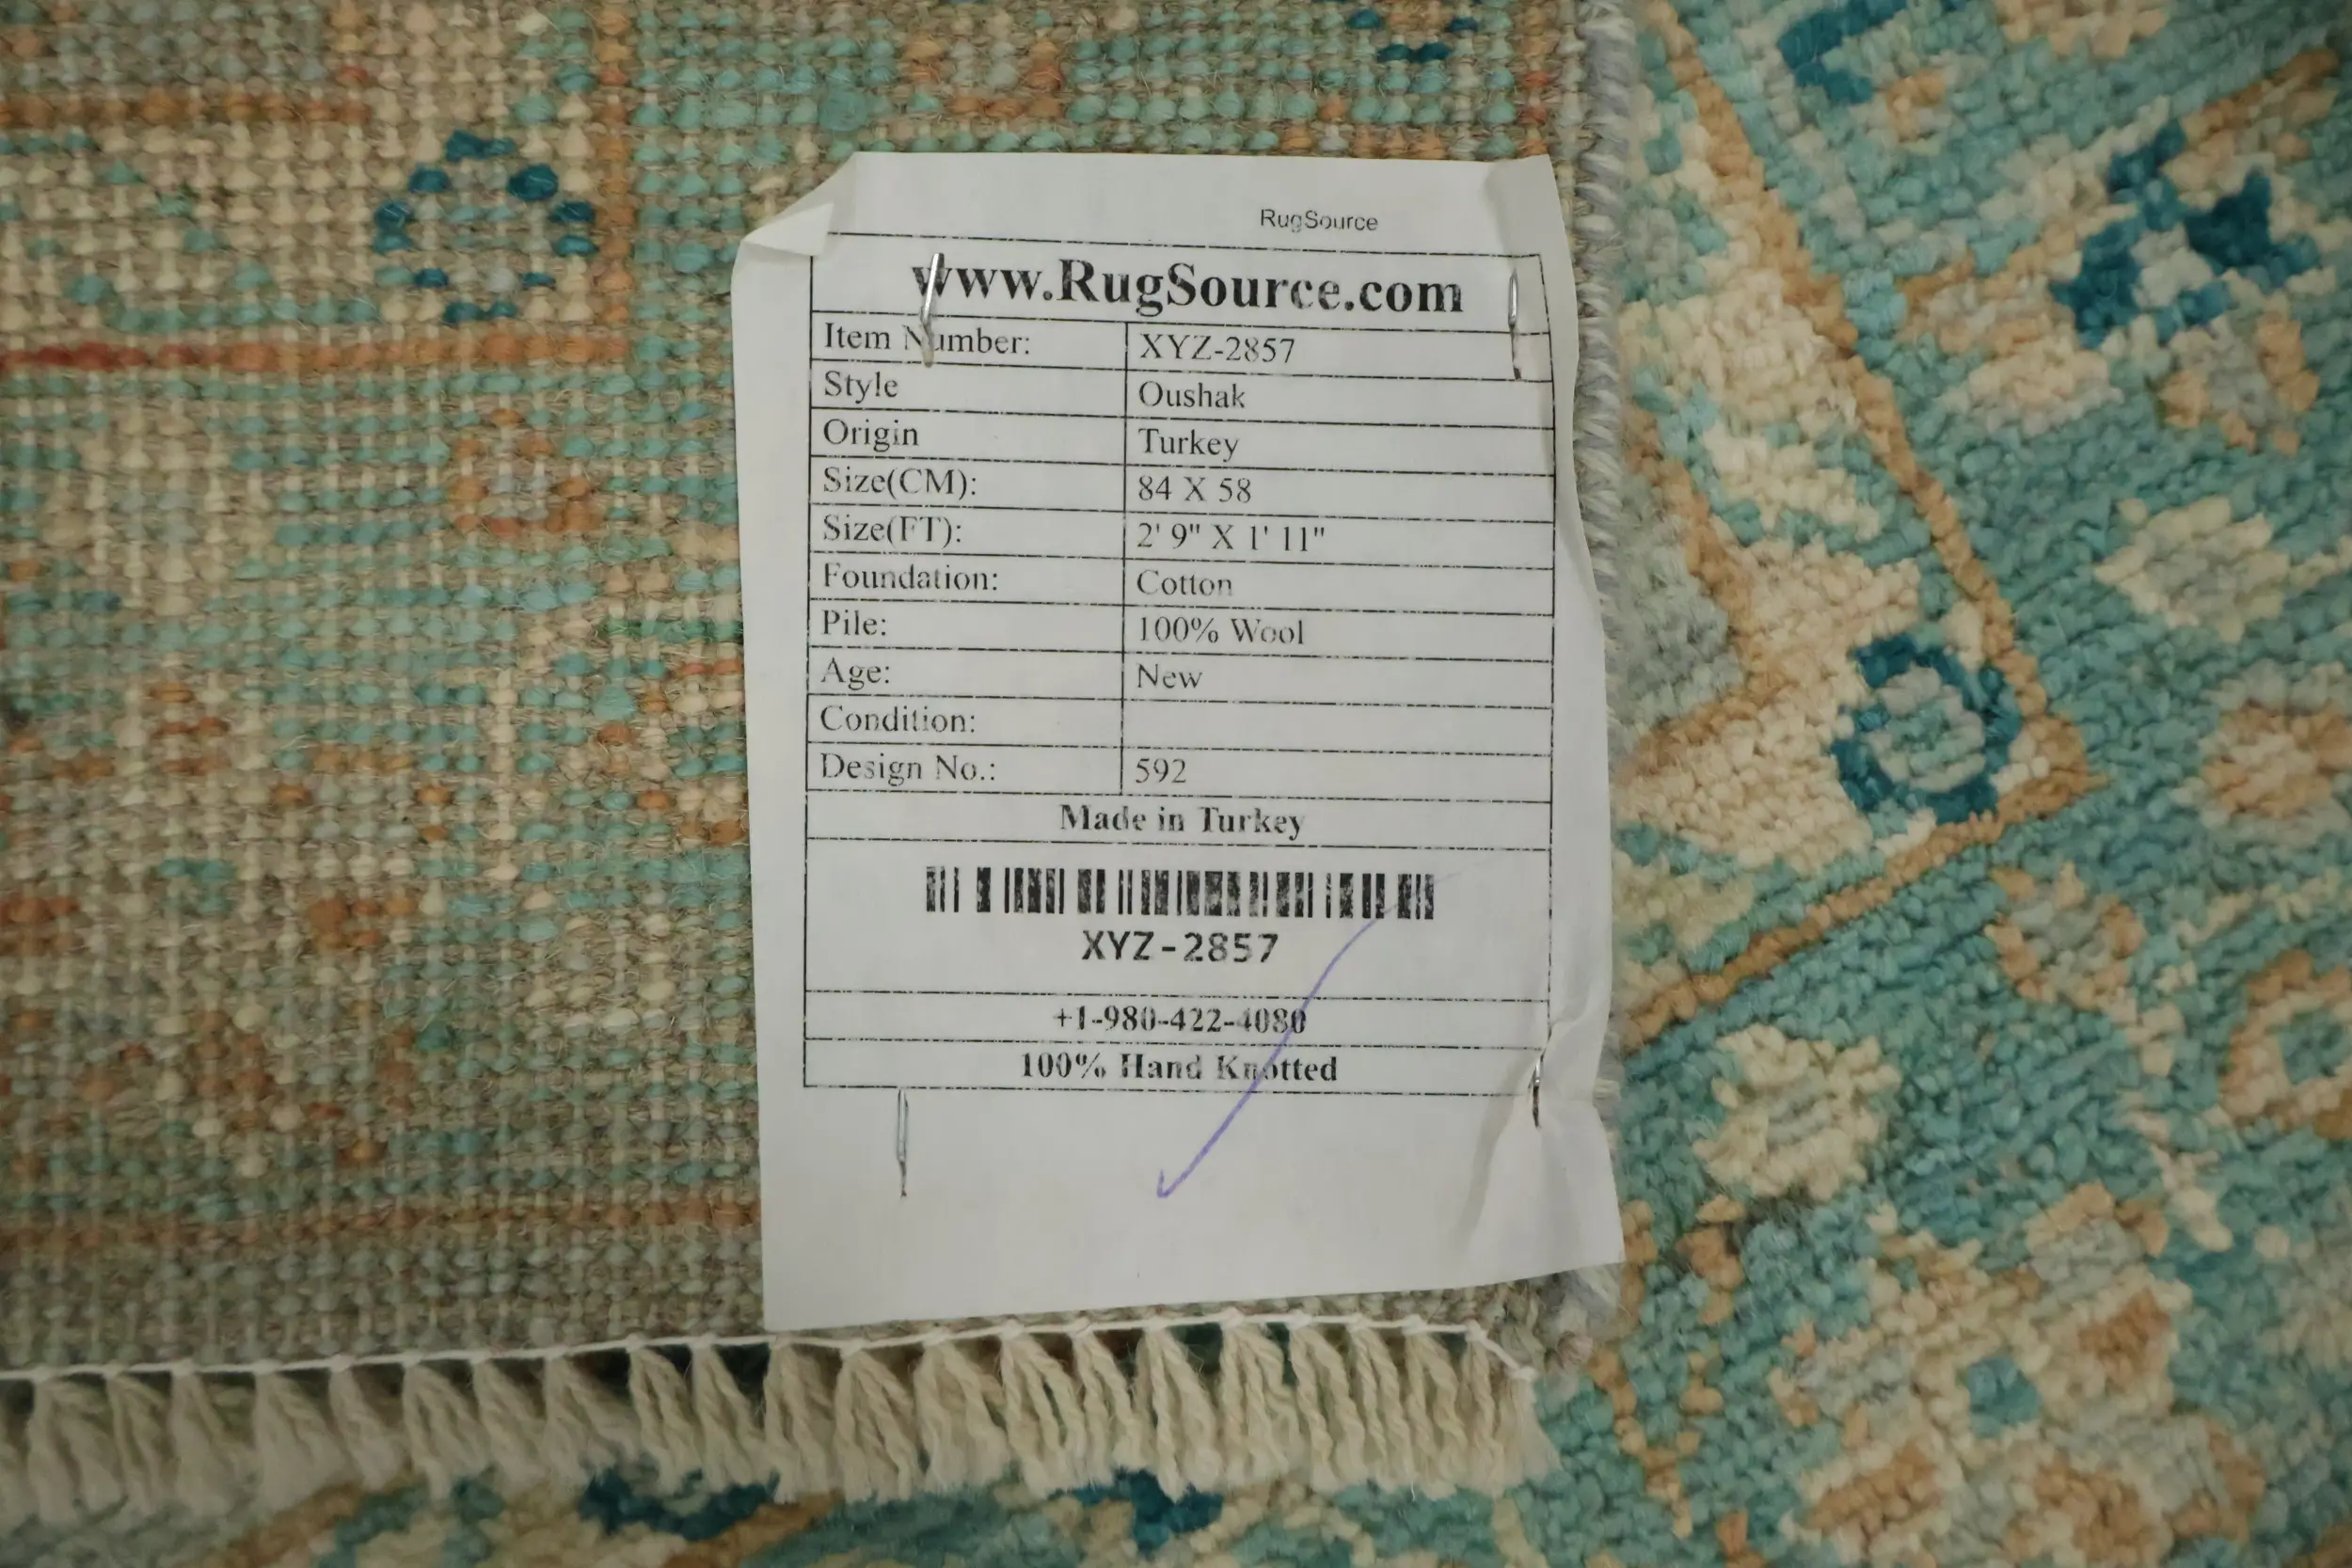 RugSource
www.RugSource.com
Item Number: XYZ-2857
Style Oushak
Origin Turkey
Size(CM): 84 X 58
Size(FT): 2' 9" X 1' 11"
Foundation: Cotton
Pile: 100% Wool
Age: New
Condition:
Design No.: 592
Made in Turkey
XYZ-2857
+1-980-422-4080
100% Hand Knotted